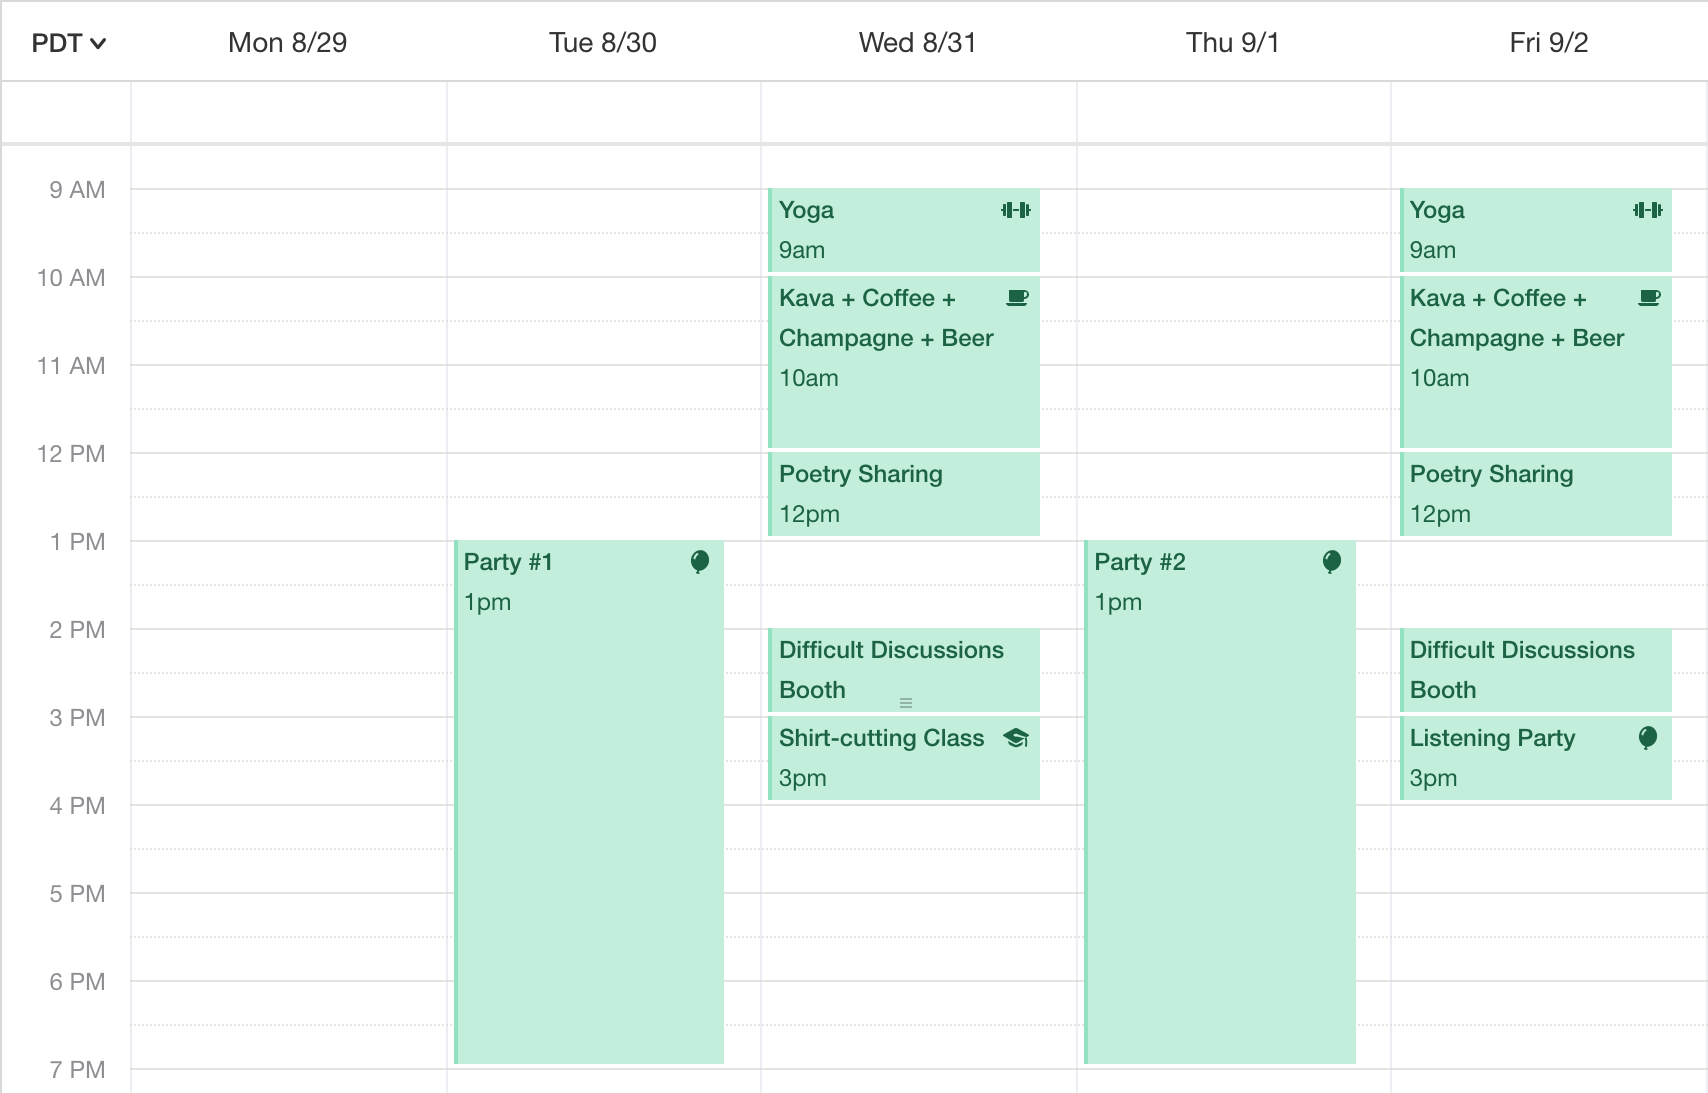 PDT
Mon 8/29
Tue 8/30
Wed 8/31
Thu 9/1
Fri 9/2
9 AM
10 AM
11 AM
12 PM
1 PM
2 PM
3 PM
4 PM
5 PM
6 PM
7 PM
Party #1
1pm
Yoga
9am
Kava + Coffee +
Champagne + Beer
10am
Poetry Sharing
12pm
Difficult Discussions
Booth
Shirt-cutting Class
3pm
Party #2
1pm
Yoga
9am
Kava + Coffee +
Champagne + Beer
10am
Poetry Sharing
12pm
Difficult Discussions
Booth
Listening Party
3pm